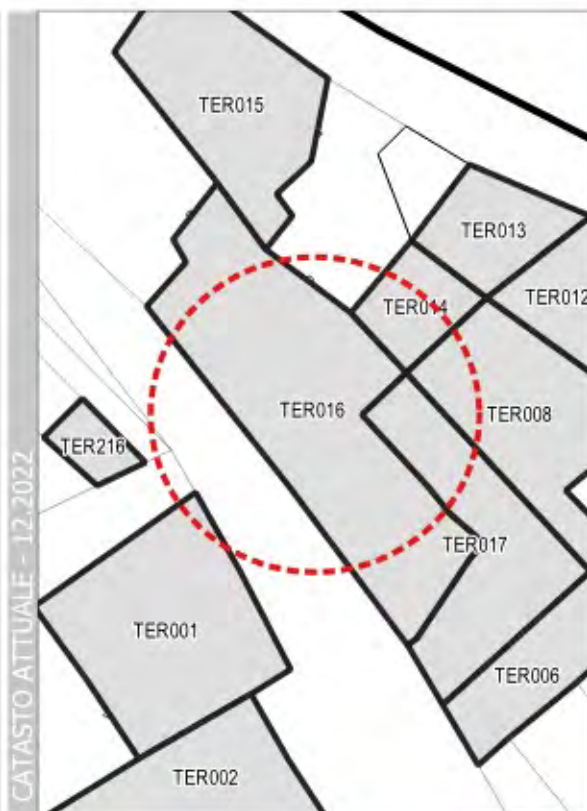 TER015
TER013
TER012
TER014
TER016
TER008
TER216
TER017
TER001
TER006
TER002
CATASTO ATTUALE - 12.2022